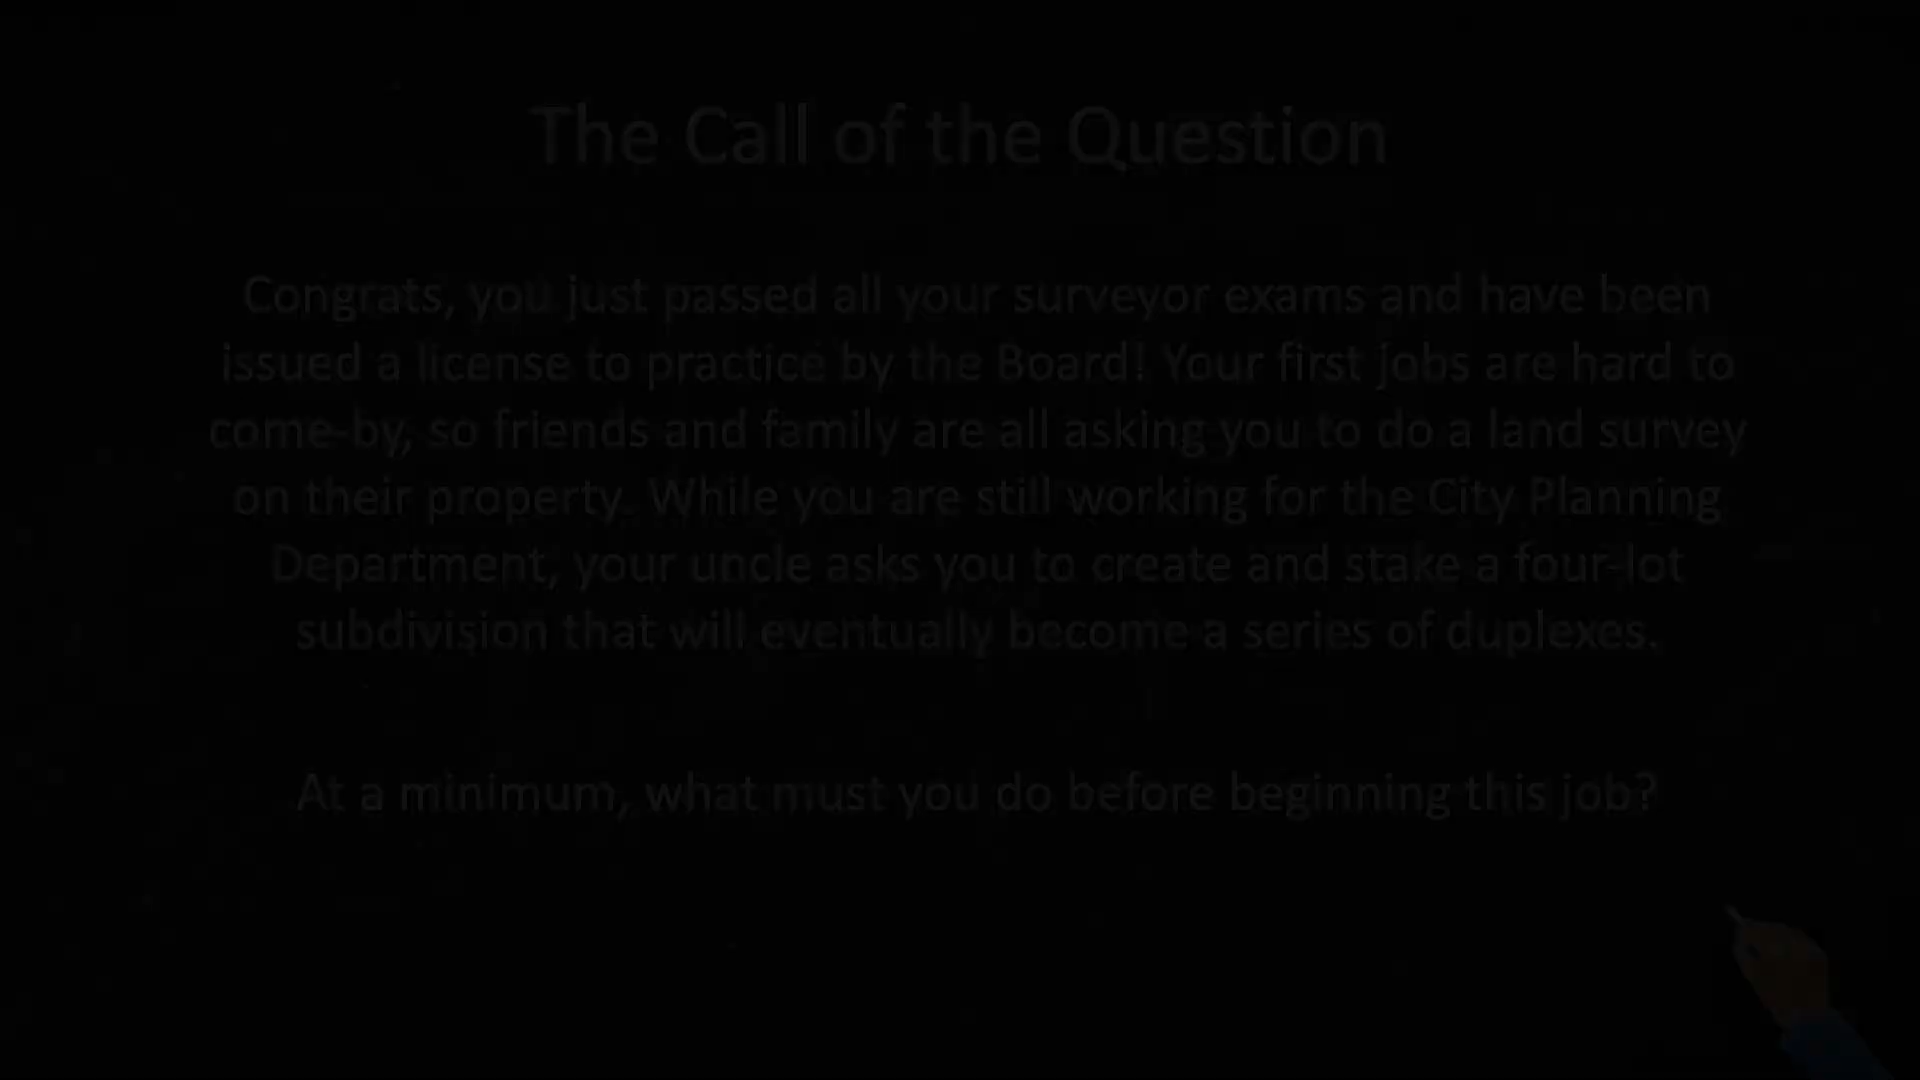 The Call of the Question
Congrats, you just passed all your surveyor exams and have been
issued a license to practice by the Board! Your first jobs are hard to
come-by, so friends and family are all asking you to do a land survey
on their property. While you are still working for the City Planning
Department, your uncle asks you to create and stake a four-lot
subdivision that will eventually become a series of duplexes.
At a minimum, what must you do before beginning this job?